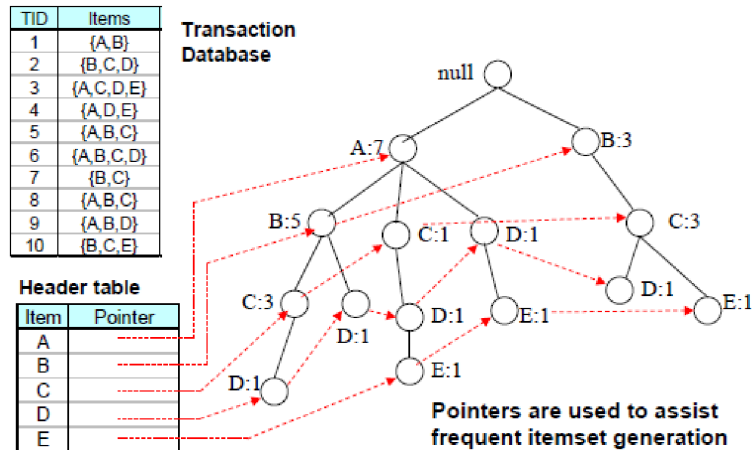 TID Items
1 {A,B}
2 {B,C,D}
3 {A,C,D,E}
4 {A,D,E}
5 {A,B,C}
6 {A,B,C,D}
7 {B,C}
8 {A,B,C}
9 {A,B,D}
10 {B,C,E}
Transaction
Database
null
A:7
B:3
B:5
C:1
D:1
C:3
C:3
D:1
D:1
E:1
D:1
E:1
D:1
E:1
Header table
Item Pointer
A
B
C
D
E
Pointers are used to assist
frequent itemset generation